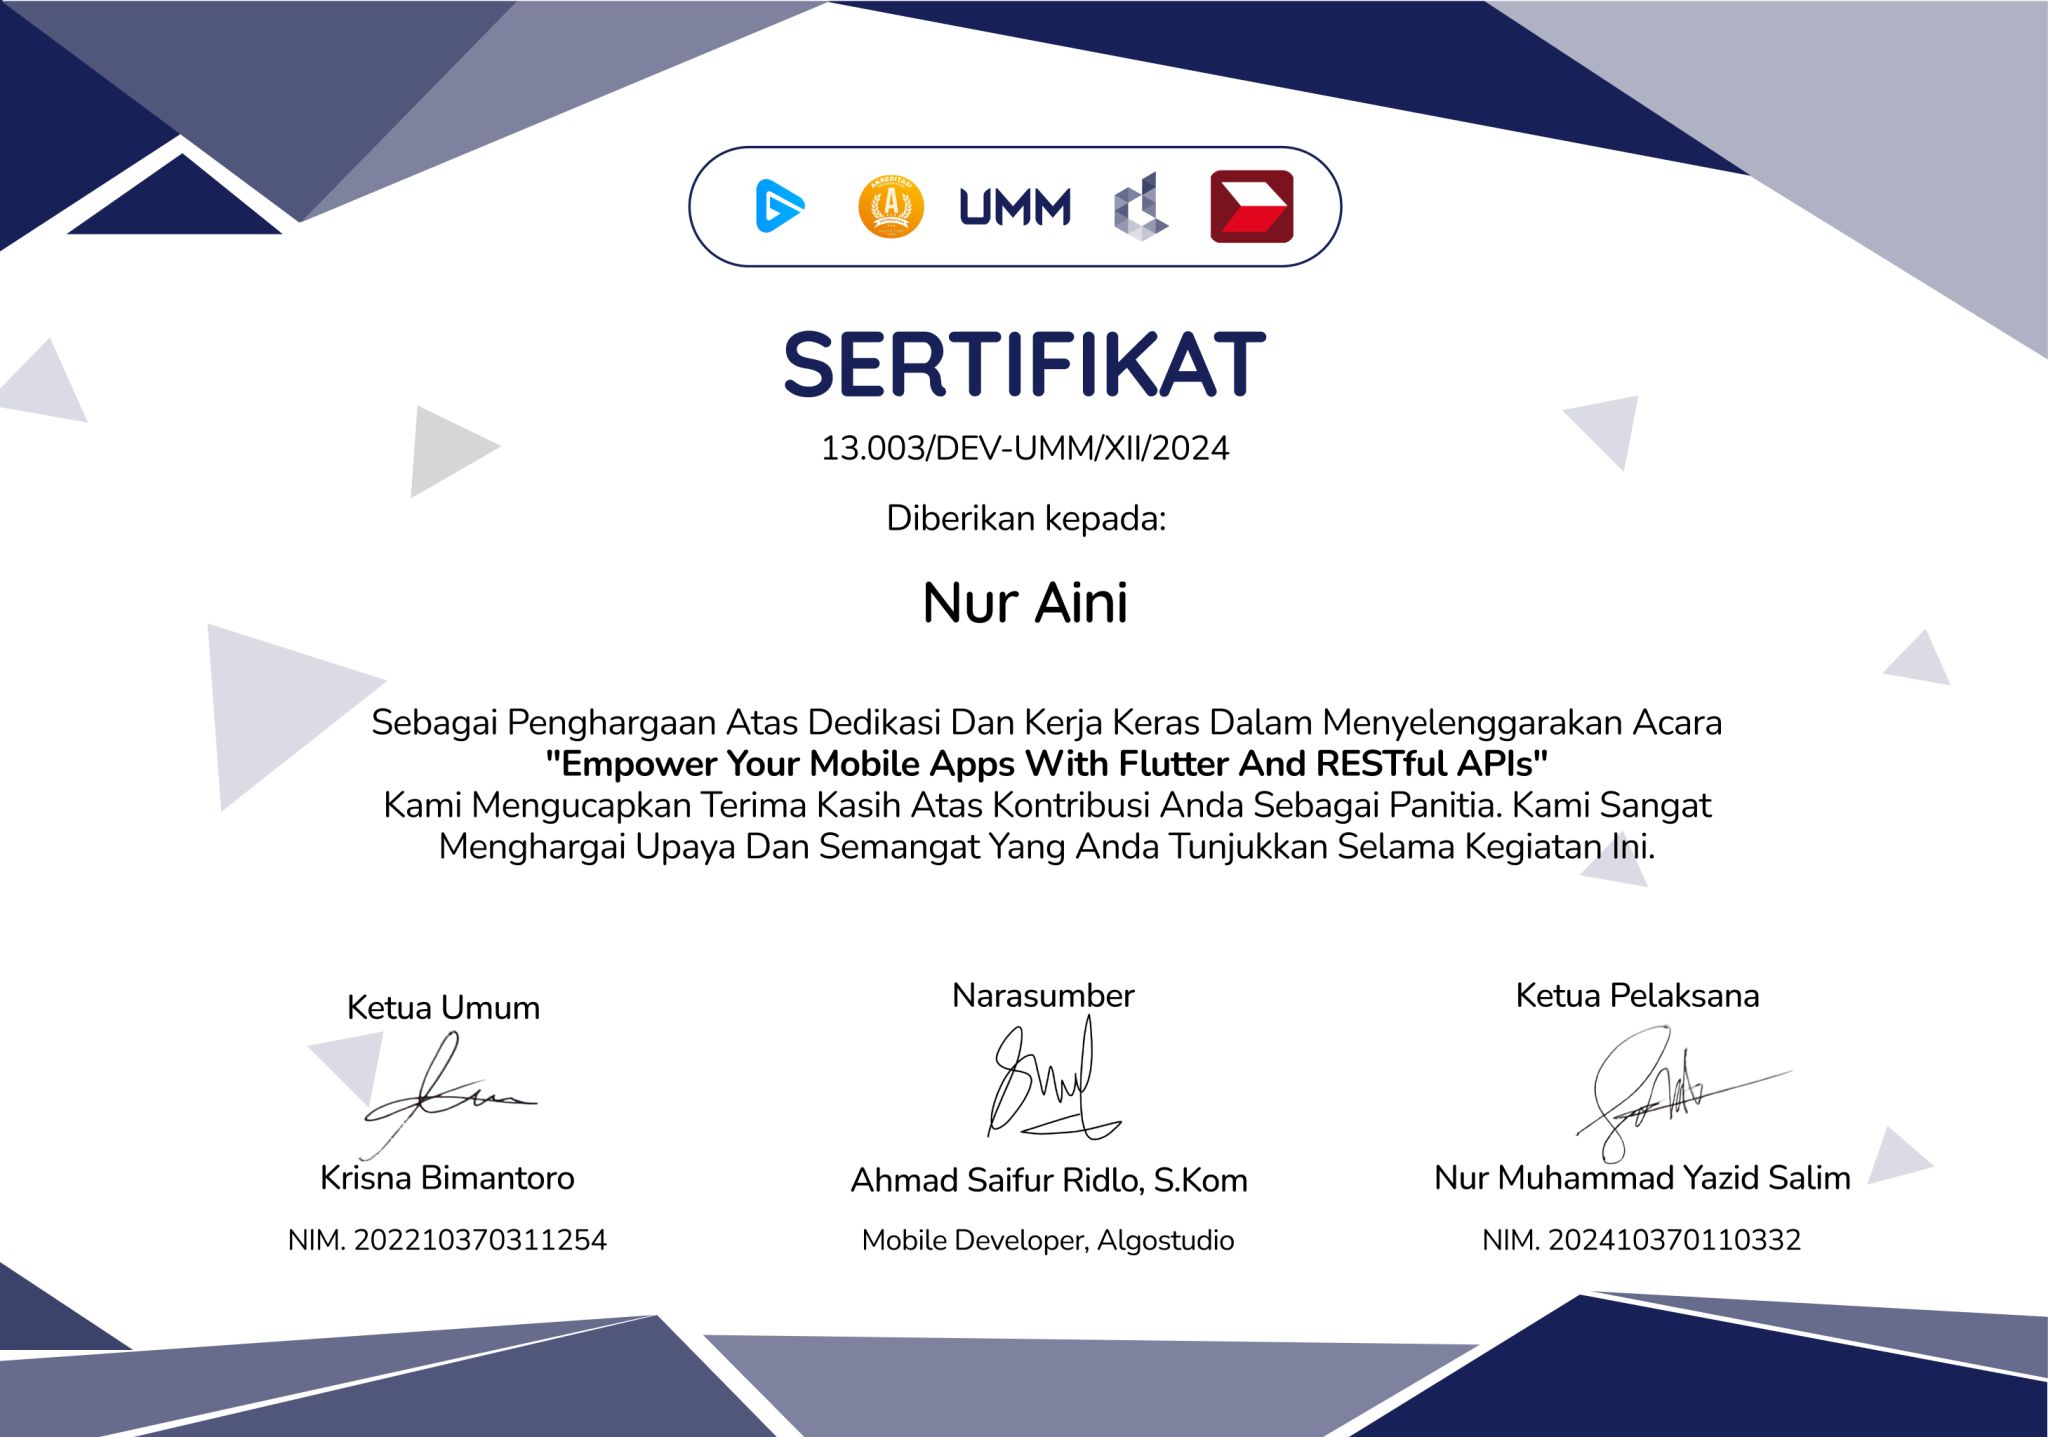 AKREDITASI
A
UMM
SERTIFIKAT
13.003/DEV-UMM/XII/2024
Diberikan kepada:
Nur Aini
Sebagai Penghargaan Atas Dedikasi Dan Kerja Keras Dalam Menyelenggarakan Acara
"Empower Your Mobile Apps With Flutter And RESTful APIs"
Kami Mengucapkan Terima Kasih Atas Kontribusi Anda Sebagai Panitia. Kami Sangat
Menghargai Upaya Dan Semangat Yang Anda Tunjukkan Selama Kegiatan Ini.
Ketua Umum
Narasumber
Ketua Pelaksana
Krisna Bimantoro
Ahmad Saifur Ridlo, S.Kom
Nur Muhammad Yazid Salim
NIM. 202210370311254
Mobile Developer, Algostudio
NIM. 202410370110332